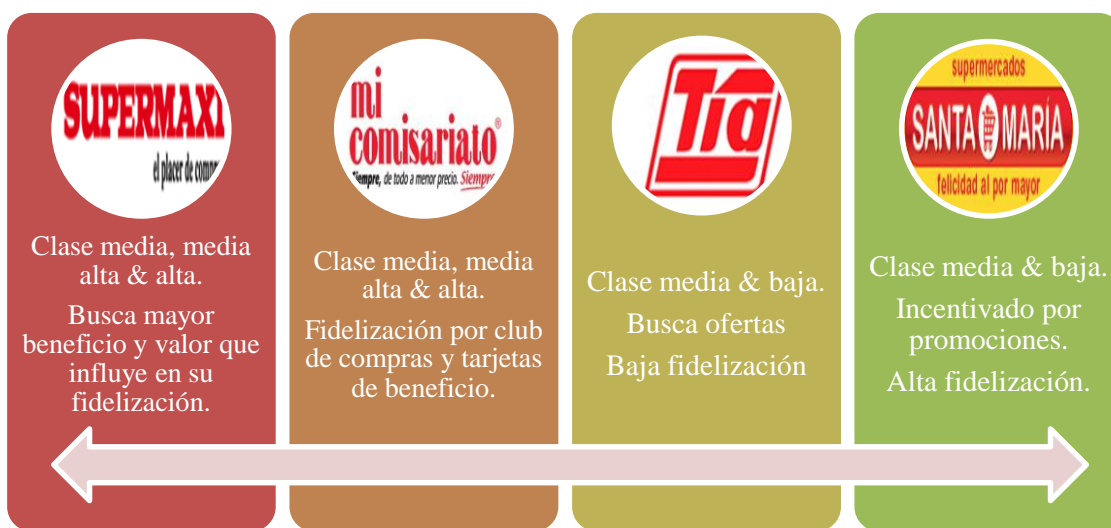 SUPERMAXI
el placer de compr
Clase media, media
alta & alta.
Busca mayor
beneficio y valor que
influye en su
fidelización.
mi
comisariato®
Siempre, de todo a menor precio. Siempre
Clase media, media
alta & alta.
Fidelización por club
de compras y tarjetas
de beneficio.
Tía
Clase media & baja.
Busca ofertas
Baja fidelización
supermercados
SANTA MARÍA
felicidad al por mayor
Clase media & baja.
Incentivado por
promociones.
Alta fidelización.